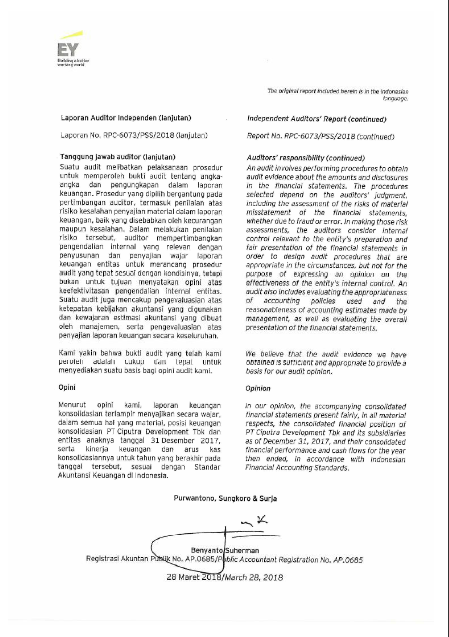 EY
Building a better
working world
The original report included herein is in the Indonesian
language.
Laporan Auditor Independen (lanjutan)
Laporan No. RPC-6073/PSS/2018 (lanjutan)
Tanggung jawab auditor (lanjutan)
Suatu audit melibatkan pelaksanaan prosedur
untuk memperoleh bukti audit tentang angka-
angka dan pengungkapan dalam laporan
keuangan. Prosedur yang dipilih bergantung pada
pertimbangan auditor, termasuk penilaian atas
risiko kesalahan penyajian material dalam laporan
keuangan, baik yang disebabkan oleh kecurangan
maupun kesalahan. Dalam melakukan penilaian
risiko tersebut, auditor mempertimbangkan
pengendalian internal yang relevan dengan
penyusunan dan penyajian wajar laporan
keuangan entitas untuk merancang prosedur
audit yang tepat sesuai dengan kondisinya, tetapi
bukan untuk tujuan menyatakan opini atas
keefektivitasan pengendalian internal entitas.
Suatu audit juga mencakup pengevaluasian atas
ketepatan kebijakan akuntansi yang digunakan
dan kewajaran estimasi akuntansi yang dibuat
oleh manajemen, serta pengevaluasian atas
penyajian laporan keuangan secara keseluruhan.
Kami yakin bahwa bukti audit yang telah kami
peroleh adalah cukup dan tepat untuk
menyediakan suatu basis bagi opini audit kami.
Opini
Menurut opini kami, laporan keuangan
konsolidasian terlampir menyajikan secara wajar,
dalam semua hal yang material, posisi keuangan
konsolidasian PT Ciputra Development Tbk dan
entitas anaknya tanggal 31 Desember 2017,
serta kinerja keuangan dan arus kas
konsolidasiannya untuk tahun yang berakhir pada
tanggal tersebut, sesuai dengan Standar
Akuntansi Keuangan di Indonesia.
Independent Auditors' Report (continued)
Report No. RPC-6073/PSS/2018 (continued)
Auditors' responsibility (continued)
An audit involves performing procedures to obtain
audit evidence about the amounts and disclosures
in the financial statements. The procedures
selected depend on the auditors' judgment,
including the assessment of the risks of material
misstatement of the financial statements,
whether due to fraud or error. In making those risk
assessments, the auditors consider internal
control relevant to the entity's preparation and
fair presentation of the financial statements in
order to design audit procedures that are
appropriate in the circumstances, but not for the
purpose of expressing an opinion on the
effectiveness of the entity's internal control. An
audit also includes evaluating the appropriateness
of accounting policies used and the
reasonableness of accounting estimates made by
management, as well as evaluating the overall
presentation of the financial statements.
We believe that the audit evidence we have
obtained is sufficient and appropriate to provide a
basis for our audit opinion.
Opinion
In our opinion, the accompanying consolidated
financial statements present fairly, in all material
respects, the consolidated financial position of
PT Ciputra Development Tbk and its subsidiaries
as of December 31, 2017, and their consolidated
financial performance and cash flows for the year
then ended, in accordance with Indonesian
Financial Accounting Standards.
Purwantono, Sungkoro & Surja
Benyanto Suherman
Registrasi Akuntan Publik No. AP.0685/Public Accountant Registration No. AP.0685
28 Maret 2018/March 28, 2018